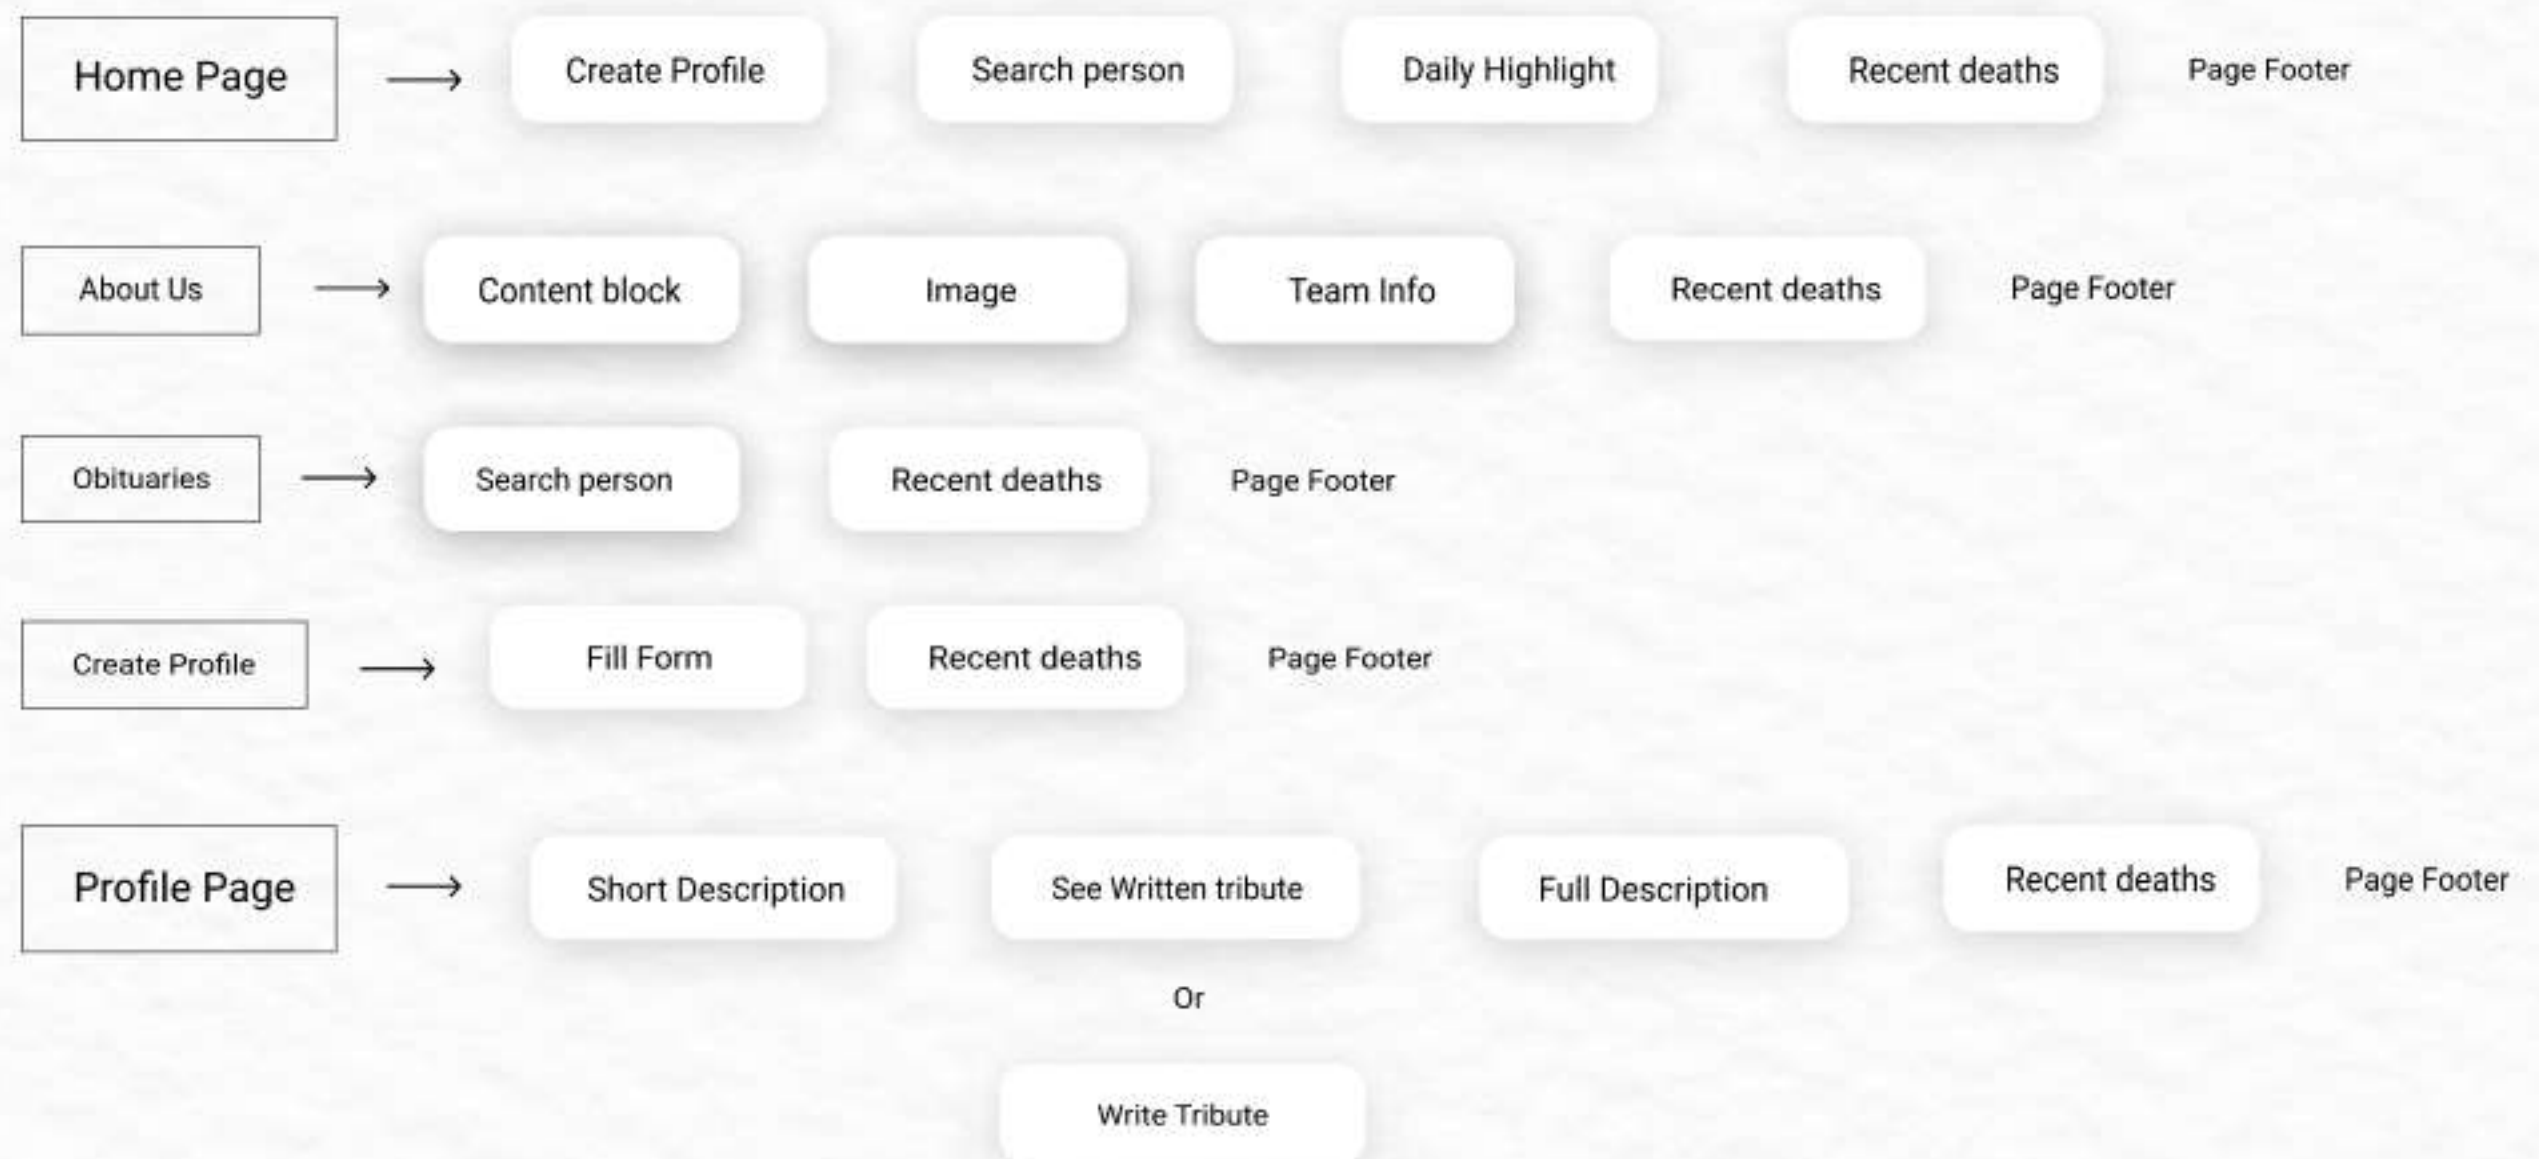 Home Page
Create Profile
Search person
Daily Highlight
Recent deaths
Page Footer
About Us
Content block
Image
Team Info
Recent deaths
Page Footer
Obituaries
Search person
Recent deaths
Page Footer
Create Profile
Fill Form
Recent deaths
Page Footer
Profile Page
Short Description
See Written tribute
Full Description
Recent deaths
Page Footer
Or
Write Tribute